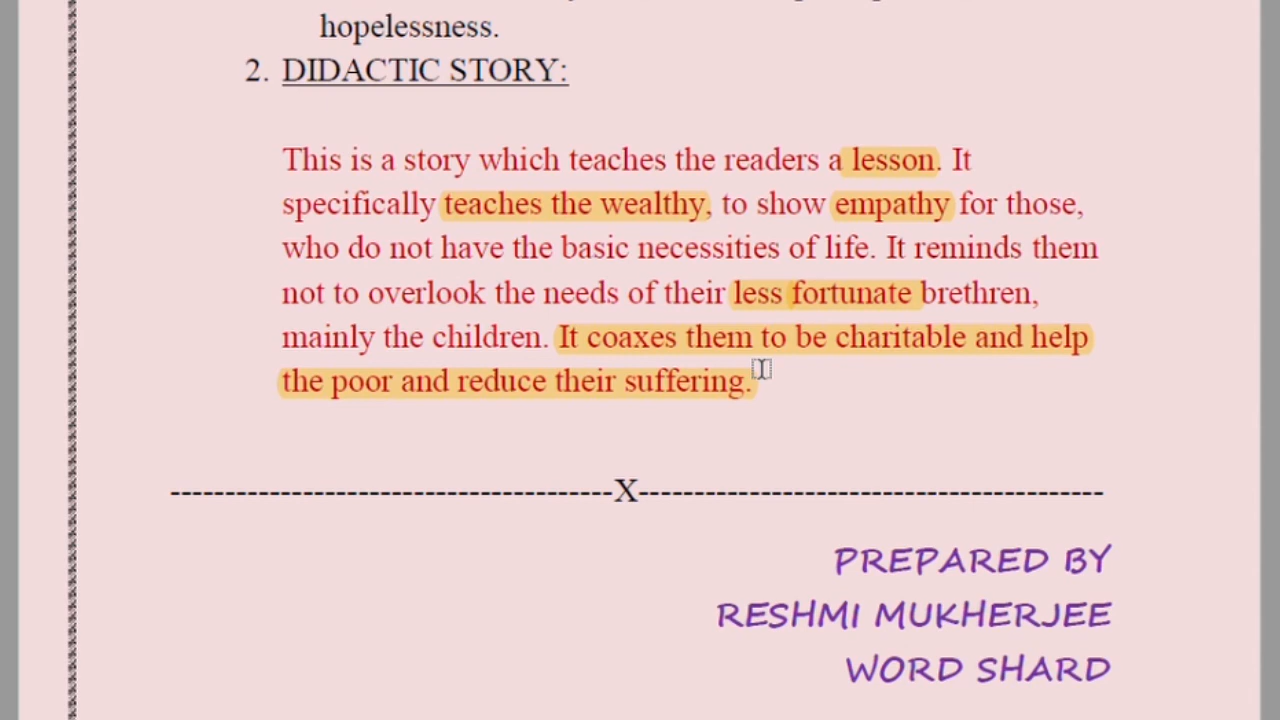 hopelessness.
2. DIDACTIC STORY:
This is a story which teaches the readers a lesson. It
specifically teaches the wealthy, to show empathy for those,
who do not have the basic necessities of life. It reminds them
not to overlook the needs of their less fortunate brethren,
mainly the children. It coaxes them to be charitable and help
the poor and reduce their suffering.
----------------------------------------X------------------------------------------
PREPARED BY
RESHMI MUKHERJEE
WORD SHARD